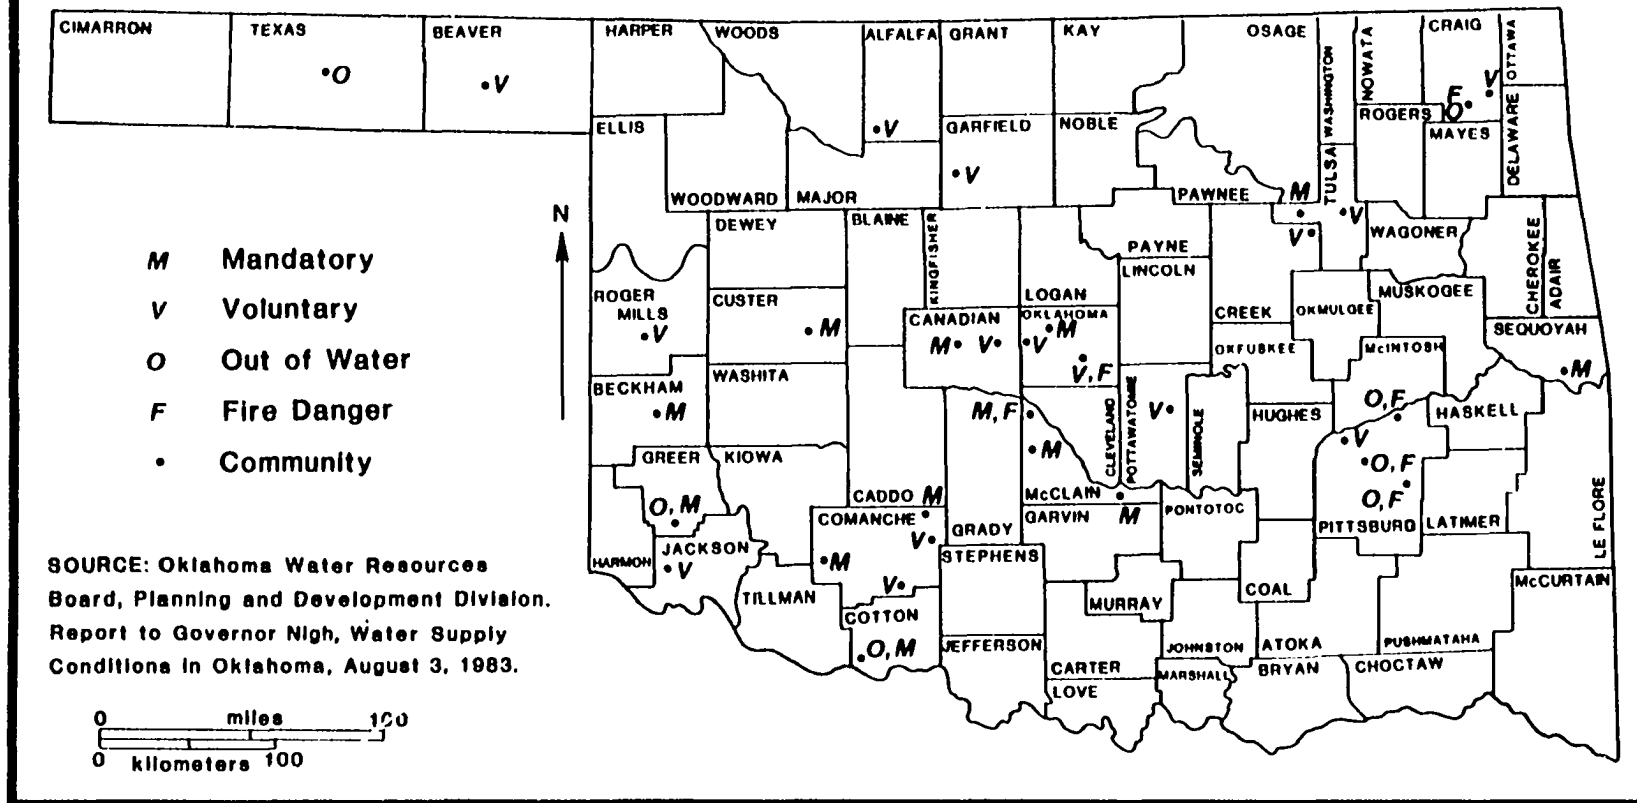 CIMARRON
TEXAS
BEAVER
HARPER
WOODS
ALFALFA
GRANT
KAY
OSAGE
WASHINGTON
NOWATA
CRAIG
OTTAWA
•O
•V
V
F
O
ELLIS
•V
GARFIELD
NOBLE
ROGERS
MAYES
DELAWARE
•V
TULSA
WOODWARD
MAJOR
PAWNEE
M
•V
V•
N
DEWEY
BLAINE
KINGFISHER
PAYNE
WAGONER
CHEROKEE
ADAIR
LINCOLN
M Mandatory
V Voluntary
O Out of Water
F Fire Danger
• Community
ROGER
MILLS
•V
CUSTER
•M
LOGAN
CANADIAN
M•
V•
OKLAHOMA
•M
•V
V, F
CREEK
OKMULGEE
MUSKOGEE
SEQUOYAH
•M
OKFUSKEE
McINTOSH
O, F
BECKHAM
•M
WASHITA
M, F
•M
CLEVELAND
POTTAWATOMIE
V•
SEMINOLE
HUGHES
HASKELL
•V
•O, F
O, F
GREER
KIOWA
O, M
CADDO
M
McCLAIN
GRADY
GARVIN
M
PONTOTOC
PITTSBURG
LATIMER
LE FLORE
COMANCHE
V•
•M
V•
HARMON
JACKSON
•V
STEPHENS
TILLMAN
COTTON
•O, M
MURRAY
COAL
McCURTAIN
JEFFERSON
CARTER
LOVE
JOHNSTON
MARSHALL
ATOKA
BRYAN
PUSHMATAHA
CHOCTAW
SOURCE: Oklahoma Water Resources
Board, Planning and Development Division.
Report to Governor Nigh, Water Supply
Conditions in Oklahoma, August 3, 1983.
0 miles 100
0 kilometers 100